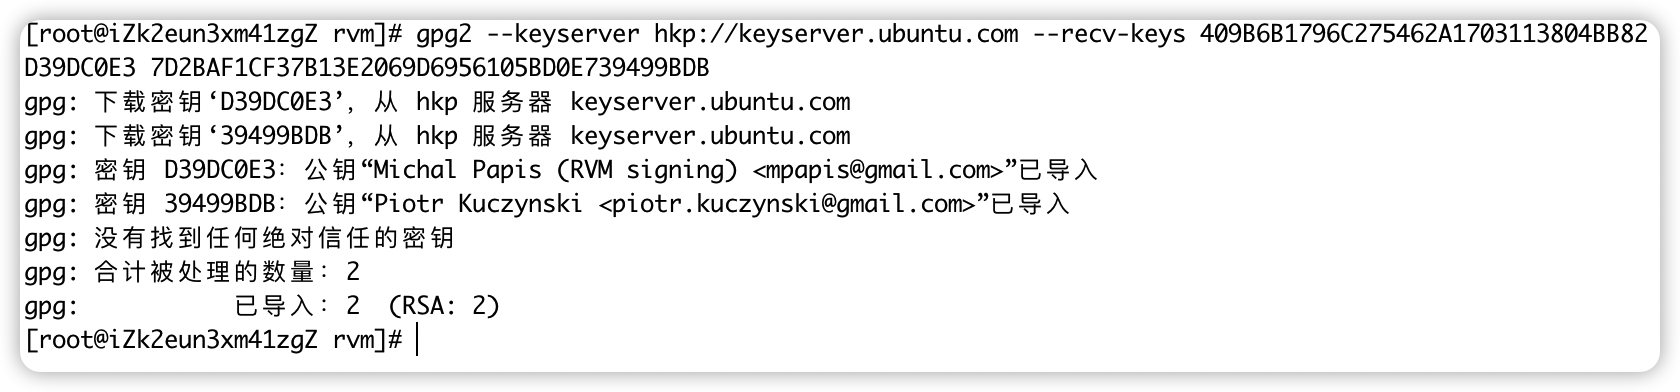 [root@iZk2eun3xm41zgZ rvm]# gpg2 --keyserver hkp://keyserver.ubuntu.com --recv-keys 409B6B1796C275462A1703113804BB82
D39DC0E3 7D2BAF1CF37B13E2069D6956105BD0E739499BDB
gpg: 下载密钥‘D39DC0E3’，从 hkp 服务器 keyserver.ubuntu.com
gpg: 下载密钥‘39499BDB’，从 hkp 服务器 keyserver.ubuntu.com
gpg: 密钥 D39DC0E3：公钥“Michal Papis (RVM signing) <mpapis@gmail.com>”已导入
gpg: 密钥 39499BDB：公钥“Piotr Kuczynski <piotr.kuczynski@gmail.com>”已导入
gpg: 没有找到任何绝对信任的密钥
gpg: 合计被处理的数量：2
gpg:           已导入：2  (RSA: 2)
[root@iZk2eun3xm41zgZ rvm]#